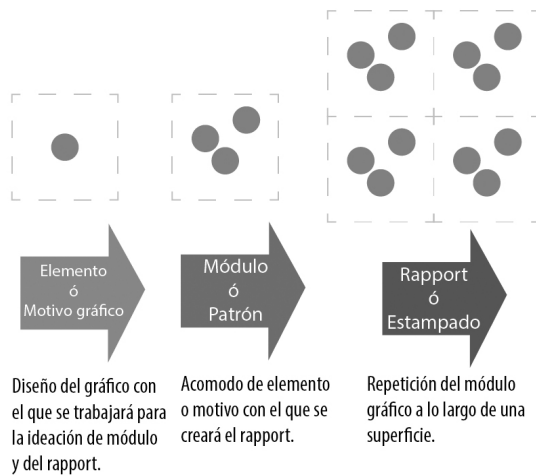 Elemento
ó
Motivo gráfico
Módulo
ó
Patrón
Rapport
ó
Estampado
Diseño del gráfico con
el que se trabajará para
la ideación de módulo
y del rapport.
Acomodo de elemento
o motivo con el que se
creará el rapport.
Repetición del módulo
gráfico a lo largo de una
superficie.